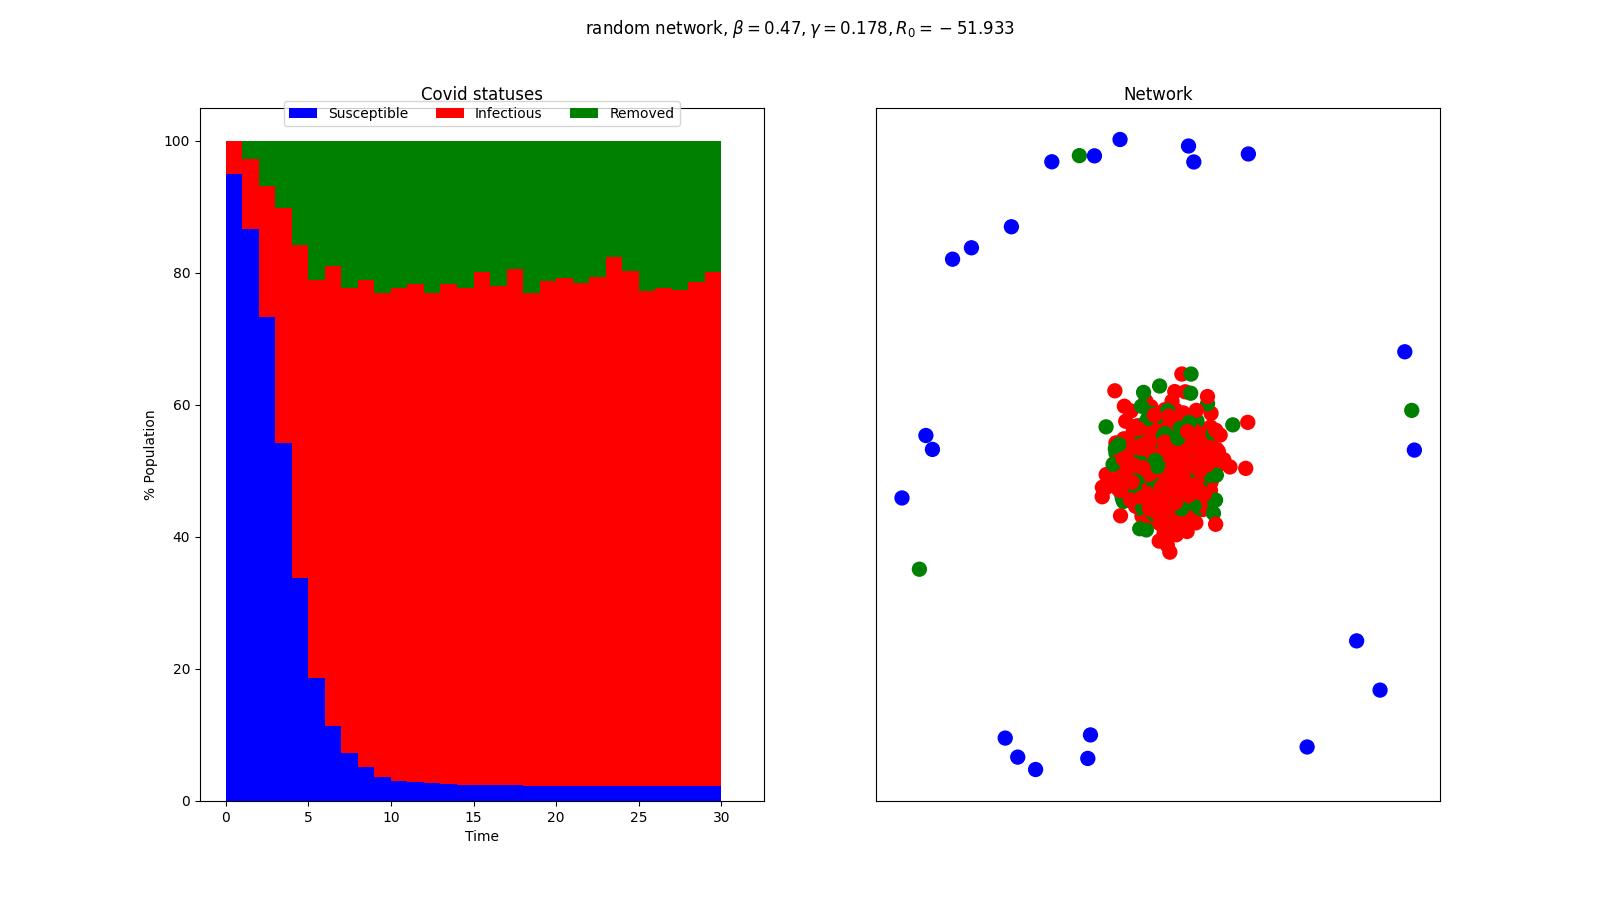 random network, β = 0.47, γ = 0.178, R₀ = − 51.933
Covid statuses
Susceptible Infectious Removed
100
80
60
40
20
0
% Population
0 5 10 15 20 25 30
Time
Network